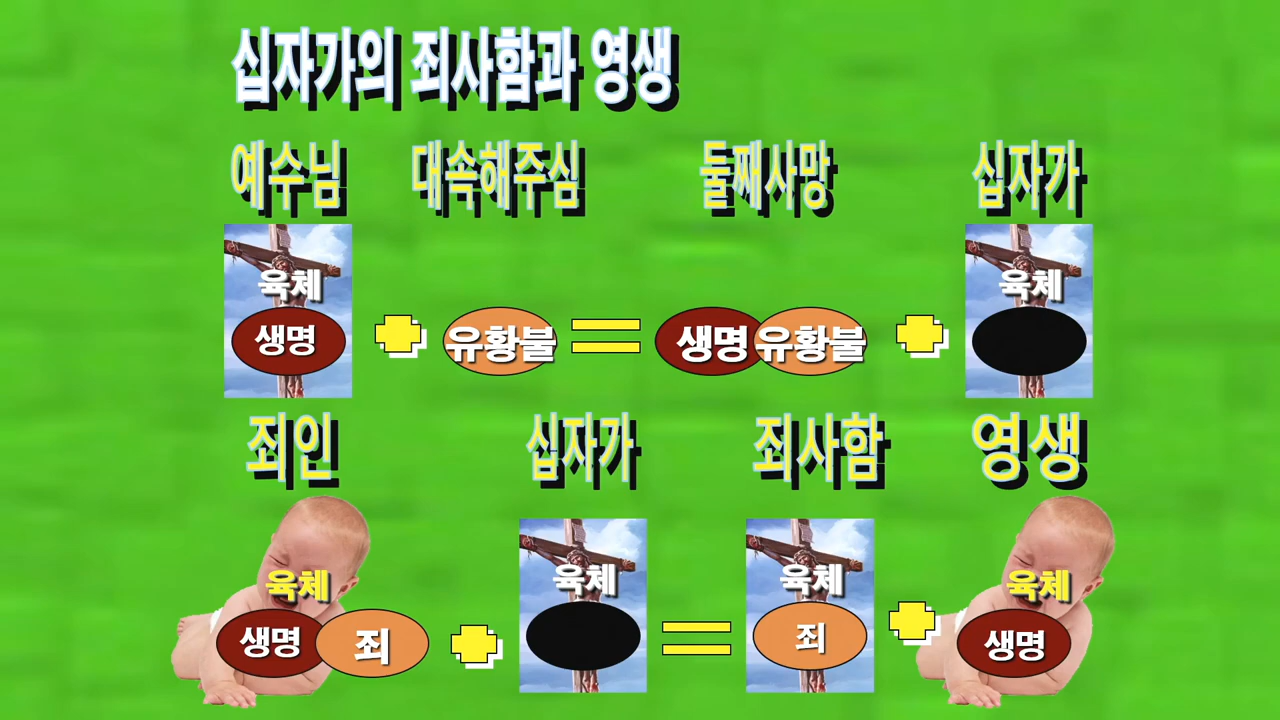 십자가의 죄사함과 영생
예수님 대속해주심 둘째사망 십자가
육체 육체
생명 유황불 생명 유황불
죄인 십자가 죄사함 영생
육체 육체 육체 육체
생명 죄 죄 생명